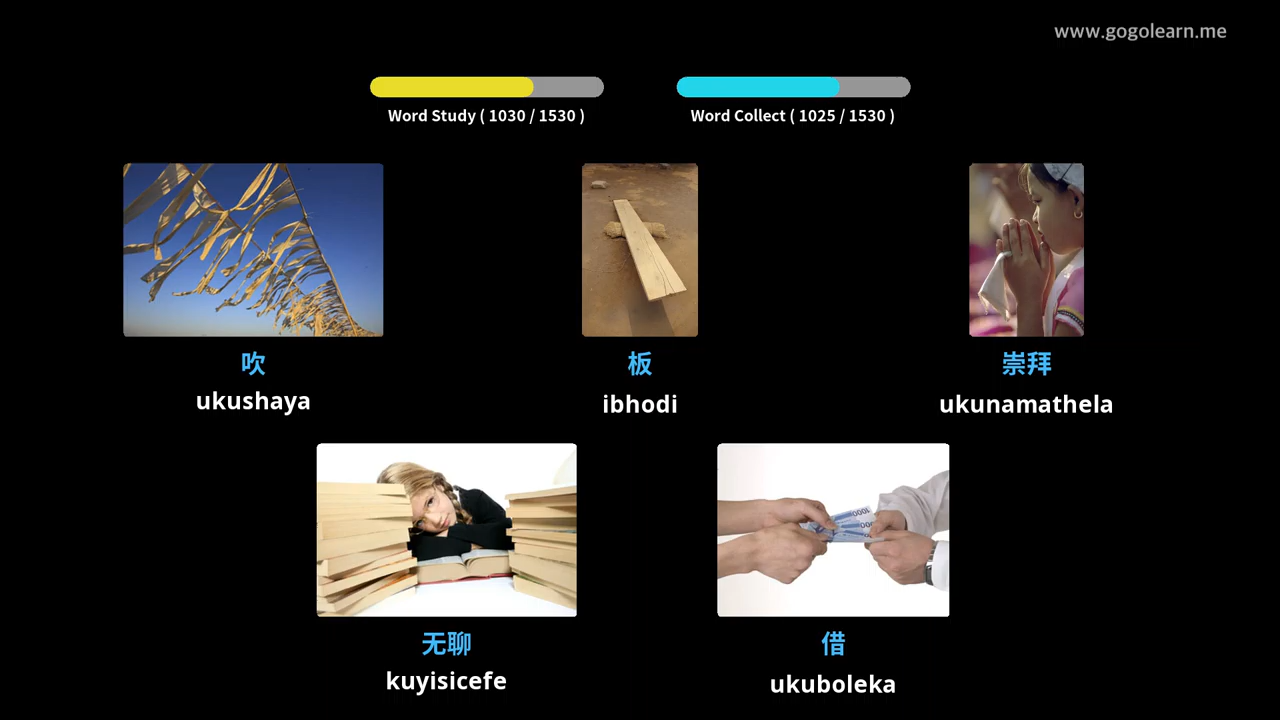 www.gogolearn.me
Word Study ( 1030 / 1530 )
Word Collect ( 1025 / 1530 )
吹
ukushaya
板
ibhodi
崇拜
ukunamathela
无聊
kuyisicefe
借
ukuboleka